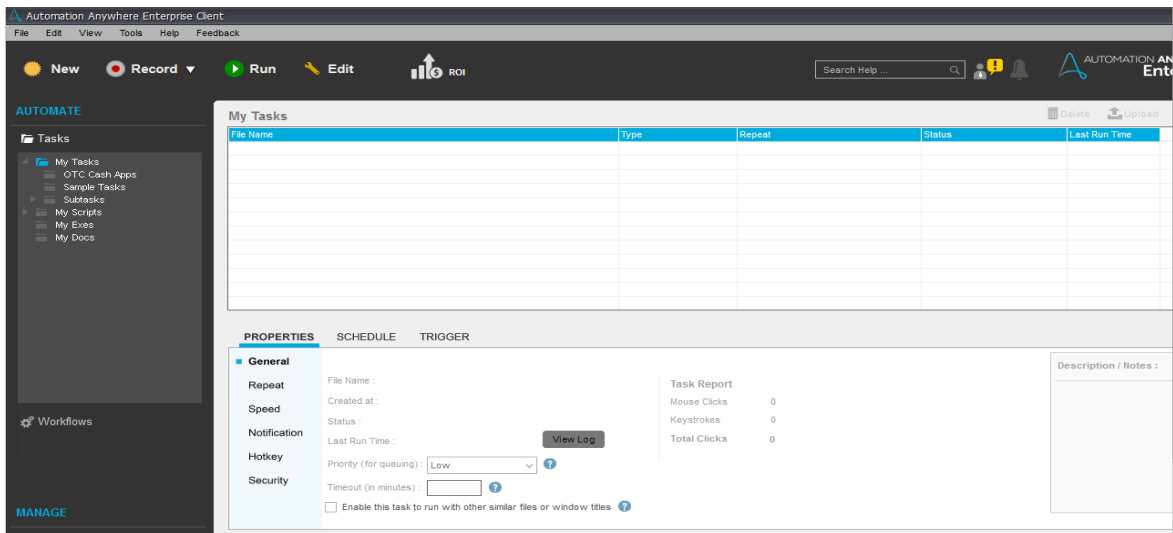 Automation Anywhere Enterprise Client
File Edit View Tools Help Feedback
New Record Run Edit ROI Search Help ... AUTOMATION AN
Ente
AUTOMATE
Tasks
My Tasks
OTC Cash Apps
Sample Tasks
Subtasks
My Scripts
My Exes
My Docs
Workflows
MANAGE
My Tasks Delete Upload
File Name Type Repeat Status Last Run Time
PROPERTIES SCHEDULE TRIGGER
General
Repeat
Speed
Notification
Hotkey
Security
File Name :
Created at :
Status :
Last Run Time : View Log
Priority (for queuing) : Low ?
Timeout (in minutes) : ?
Enable this task to run with other similar files or window titles ?
Task Report
Mouse Clicks 0
Keystrokes 0
Total Clicks 0
Description / Notes :